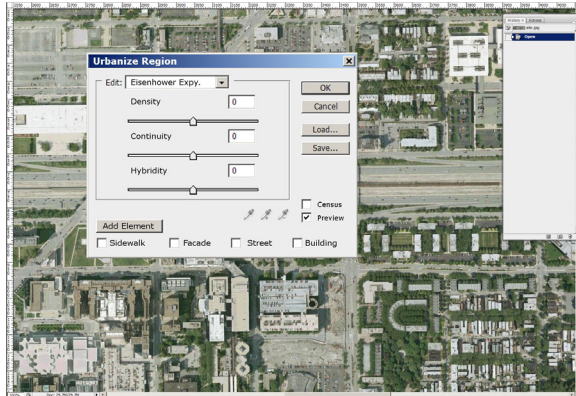 Urbanize Region
Edit: Eisenhower Expy.
OK
Density 0
Cancel
Continuity 0
Load...
Save...
Hybridity 0
Census
Preview
Add Element
Sidewalk Facade Street Building
Open